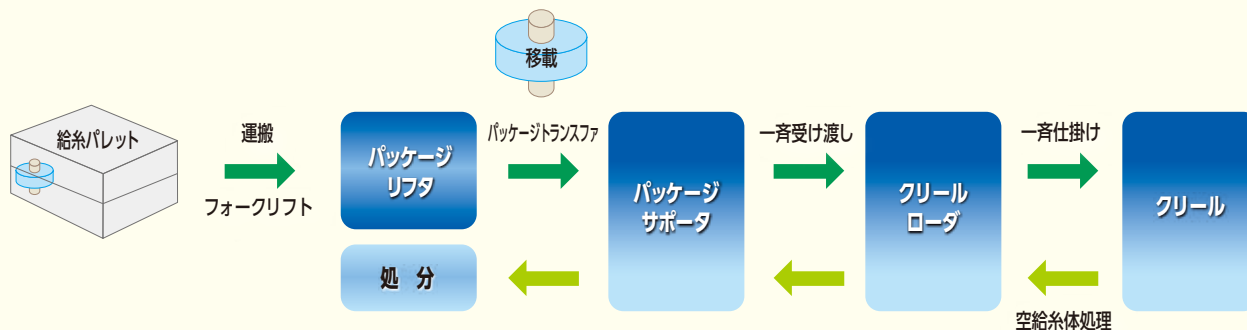 移載
給糸パレット
運搬
フォークリフト
パッケージ
リフタ
パッケージトランスファ
パッケージ
サポータ
一斉受け渡し
クリール
ローダ
一斉仕掛け
クリール
処 分
空給糸体処理